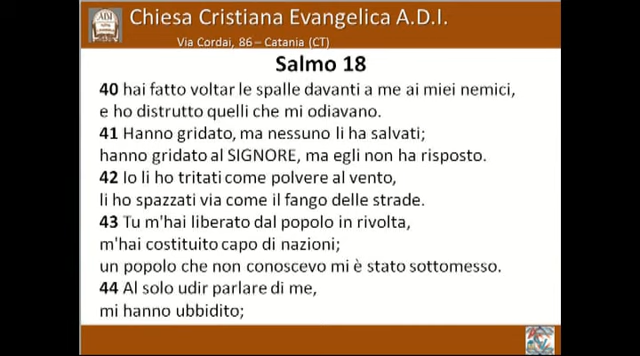 Chiesa Cristiana Evangelica A.D.I.
Via Cordai, 86 – Catania (CT)
Salmo 18
40 hai fatto voltar le spalle davanti a me ai miei nemici,
e ho distrutto quelli che mi odiavano.
41 Hanno gridato, ma nessuno li ha salvati;
hanno gridato al SIGNORE, ma egli non ha risposto.
42 Io li ho tritati come polvere al vento,
li ho spazzati via come il fango delle strade.
43 Tu m'hai liberato dal popolo in rivolta,
m'hai costituito capo di nazioni;
un popolo che non conoscevo mi è stato sottomesso.
44 Al solo udir parlare di me,
mi hanno ubbidito;